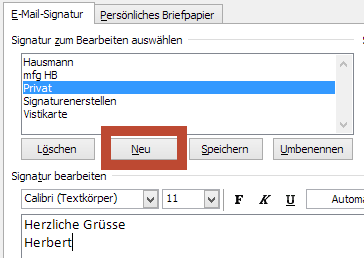 E-Mail-Signatur Persönliches Briefpapier
Signatur zum Bearbeiten auswählen
Hausmann
mfg HB
Privat
Signaturenerstellen
Vistikarte
Löschen Neu Speichern Umbenennen
Signatur bearbeiten
Calibri (Textkörper) 11 F K U Autom
Herzliche Grüsse
Herbert